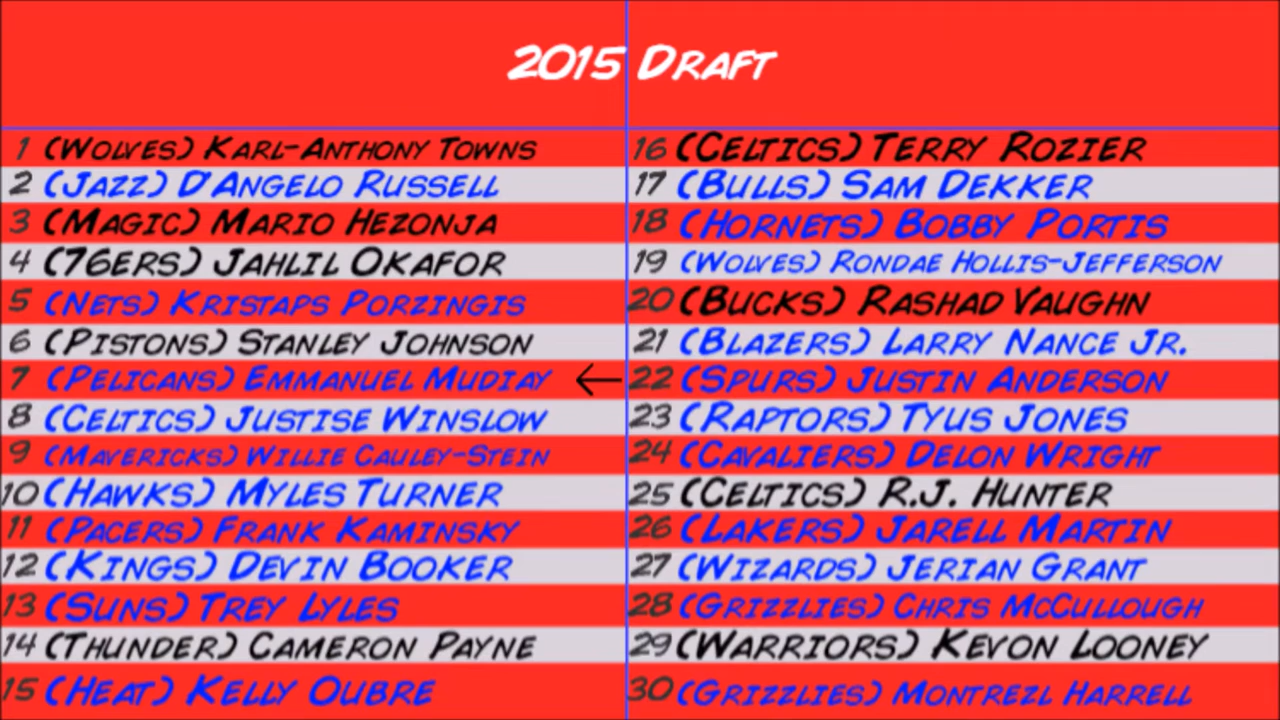 2015 Draft
1 (Wolves) Karl-Anthony Towns
2 (Jazz) D'Angelo Russell
3 (Magic) Mario Hezonja
4 (76ers) Jahlil Okafor
5 (Nets) Kristaps Porzingis
6 (Pistons) Stanley Johnson
7 (Pelicans) Emmanuel Mudiay
8 (Celtics) Justise Winslow
9 (Mavericks) Willie Cauley-Stein
10 (Hawks) Myles Turner
11 (Pacers) Frank Kaminsky
12 (Kings) Devin Booker
13 (Suns) Trey Lyles
14 (Thunder) Cameron Payne
15 (Heat) Kelly Oubre
16 (Celtics) Terry Rozier
17 (Bulls) Sam Dekker
18 (Hornets) Bobby Portis
19 (Wolves) Rondae Hollis-Jefferson
20 (Bucks) Rashad Vaughn
21 (Blazers) Larry Nance Jr.
22 (Spurs) Justin Anderson
23 (Raptors) Tyus Jones
24 (Cavaliers) Delon Wright
25 (Celtics) R.J. Hunter
26 (Lakers) Jarell Martin
27 (Wizards) Jerian Grant
28 (Grizzlies) Chris McCullough
29 (Warriors) Kevon Looney
30 (Grizzlies) Montrezl Harrell